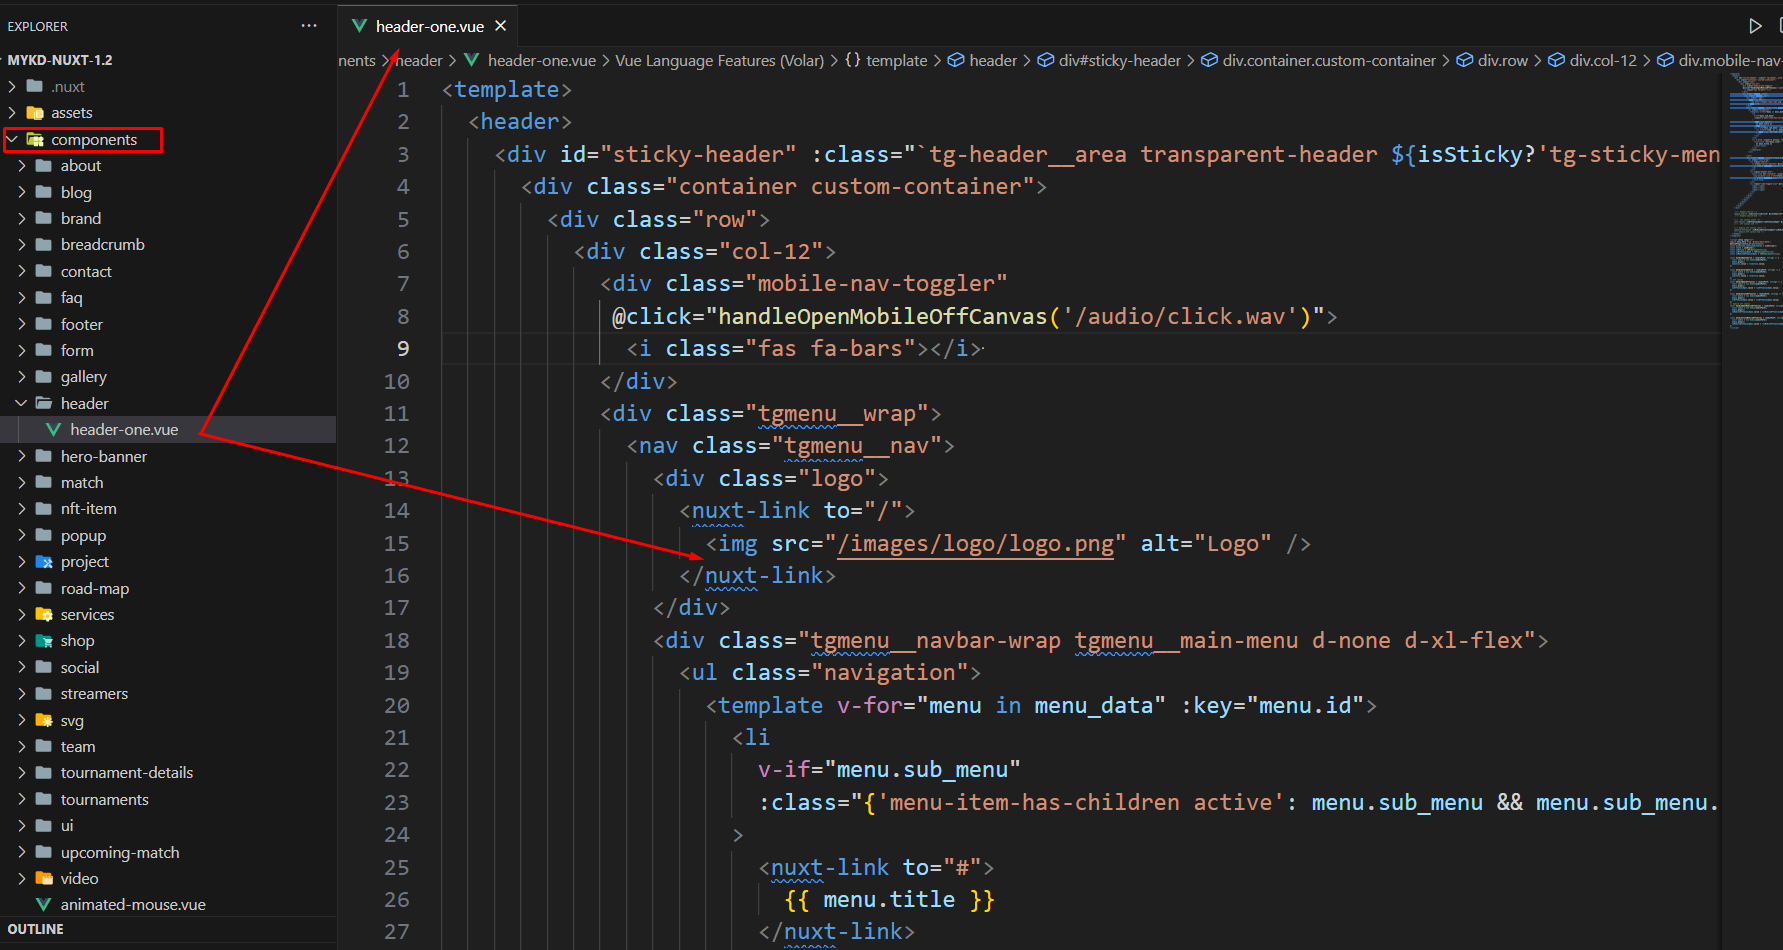 EXPLORER
MYKD-NUXT-1.2
.nuxt
assets
components
about
blog
brand
breadcrumb
contact
faq
footer
form
gallery
header
header-one.vue
hero-banner
match
nft-item
popup
project
road-map
services
shop
social
streamers
svg
team
tournament-details
tournaments
ui
upcoming-match
video
animated-mouse.vue
OUTLINE
header-one.vue
nents > header > header-one.vue > Vue Language Features (Volar) > {} template > header > div#sticky-header > div.container.custom-container > div.row > div.col-12 > div.mobile-nav-
1 <template>
2 <header>
3 <div id="sticky-header" :class="`tg-header__area transparent-header ${isSticky?'tg-sticky-men
4 <div class="container custom-container">
5 <div class="row">
6 <div class="col-12">
7 <div class="mobile-nav-toggler"
8 @click="handleOpenMobileOffCanvas('/audio/click.wav')">
9 <i class="fas fa-bars"></i>
10 </div>
11 <div class="tgmenu__wrap">
12 <nav class="tgmenu__nav">
13 <div class="logo">
14 <nuxt-link to="/">
15 <img src="/images/logo/logo.png" alt="Logo" />
16 </nuxt-link>
17 </div>
18 <div class="tgmenu__navbar-wrap tgmenu__main-menu d-none d-xl-flex">
19 <ul class="navigation">
20 <template v-for="menu in menu_data" :key="menu.id">
21 <li
22 v-if="menu.sub_menu"
23 :class="{'menu-item-has-children active': menu.sub_menu && menu.sub_menu.
24 >
25 <nuxt-link to="#">
26 {{ menu.title }}
27 </nuxt-link>